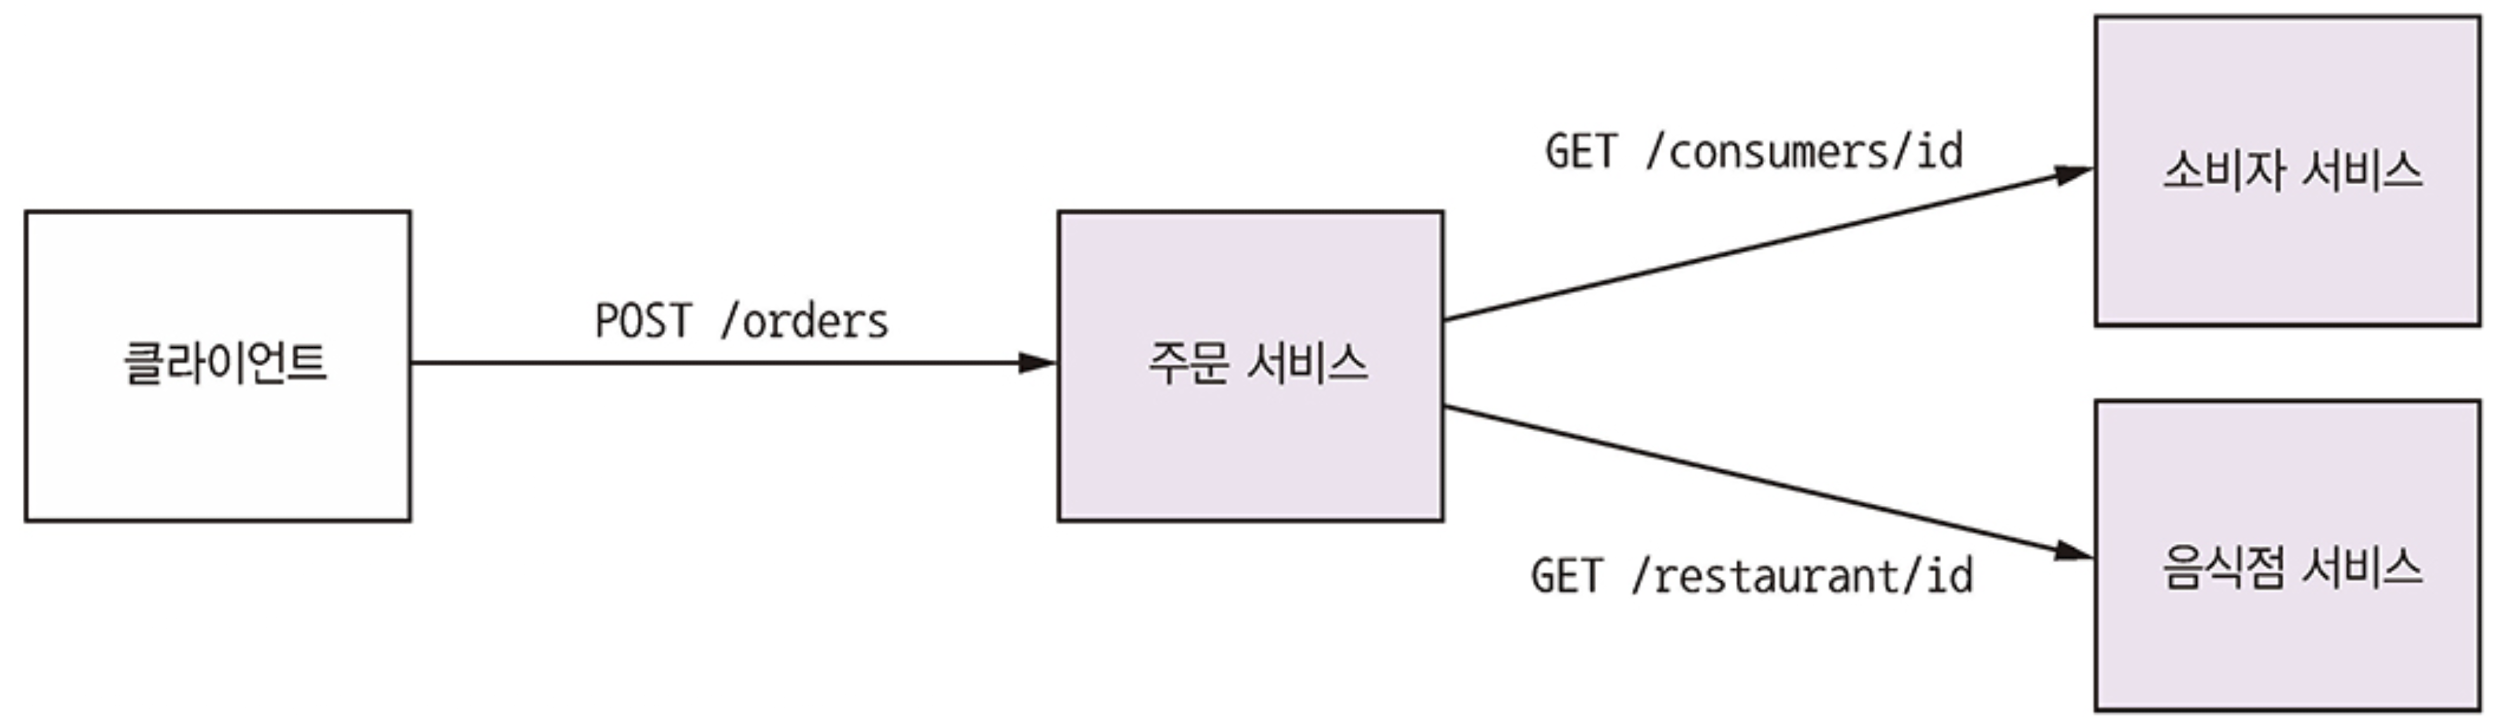 클라이언트
POST /orders
주문 서비스
GET /consumers/id
소비자 서비스
GET /restaurant/id
음식점 서비스